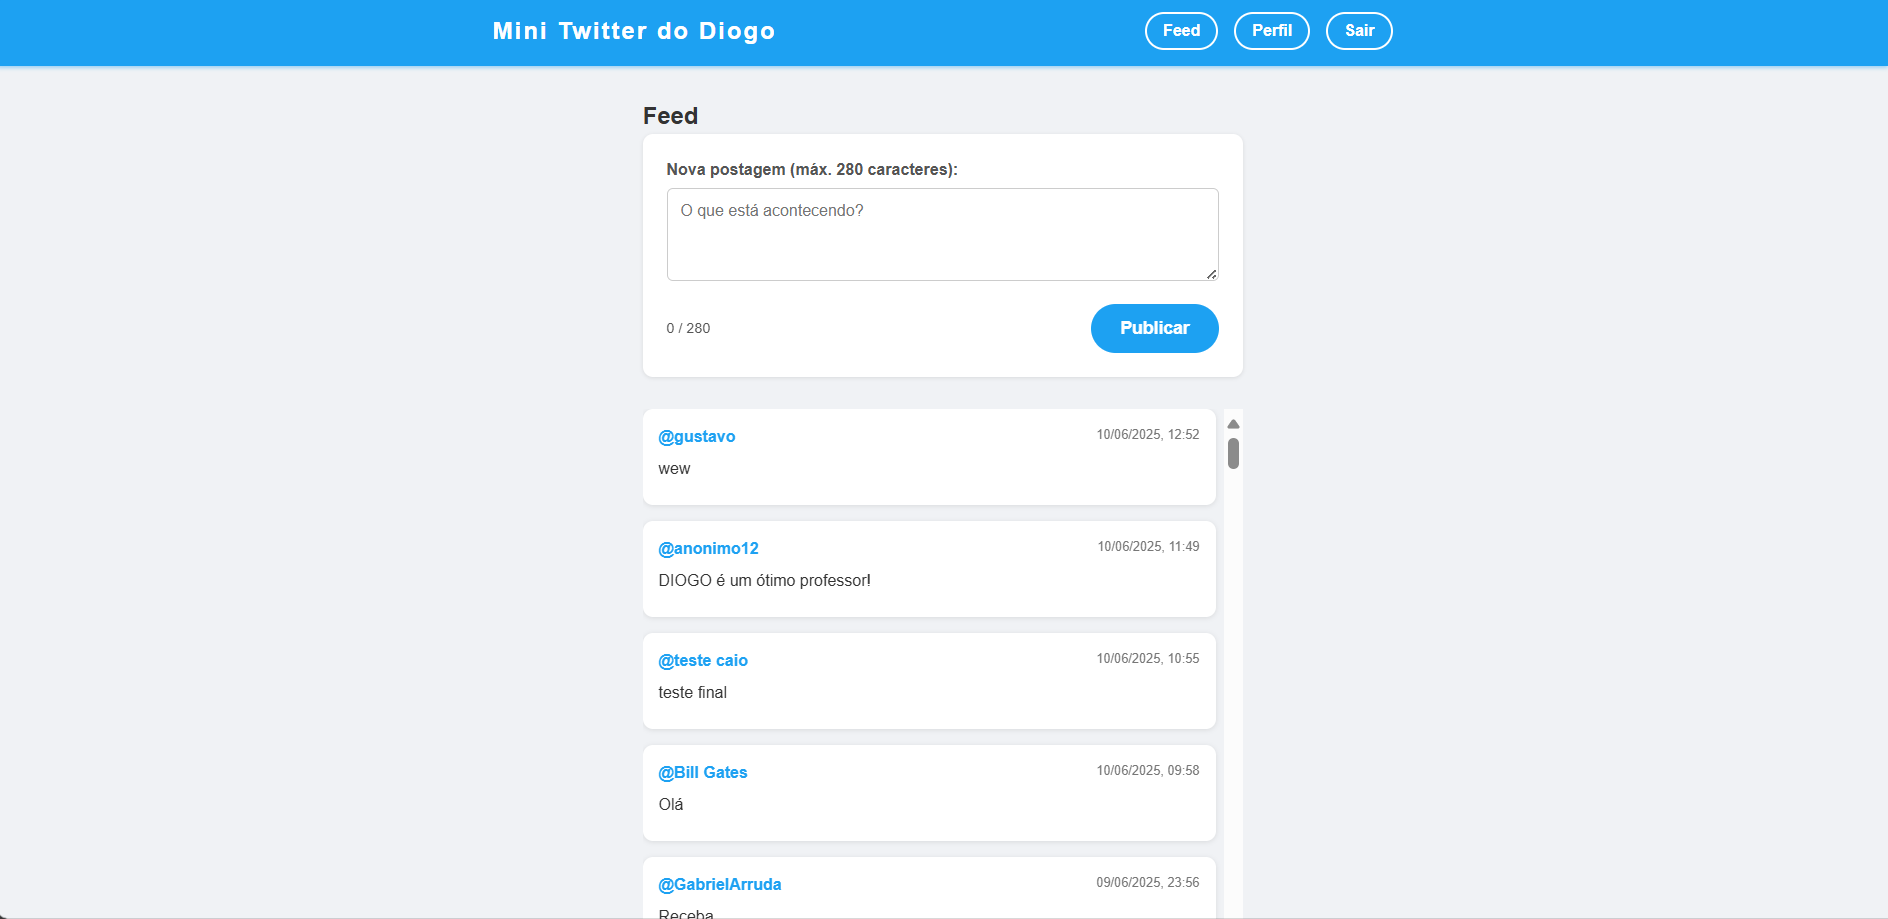 Mini Twitter do Diogo
Feed
Perfil
Sair
Feed
Nova postagem (máx. 280 caracteres):
O que está acontecendo?
0 / 280
Publicar
@gustavo
10/06/2025, 12:52
wew
@anonimo12
10/06/2025, 11:49
DIOGO é um ótimo professor!
@teste caio
10/06/2025, 10:55
teste final
@Bill Gates
10/06/2025, 09:58
Olá
@GabrielArruda
09/06/2025, 23:56
Receba